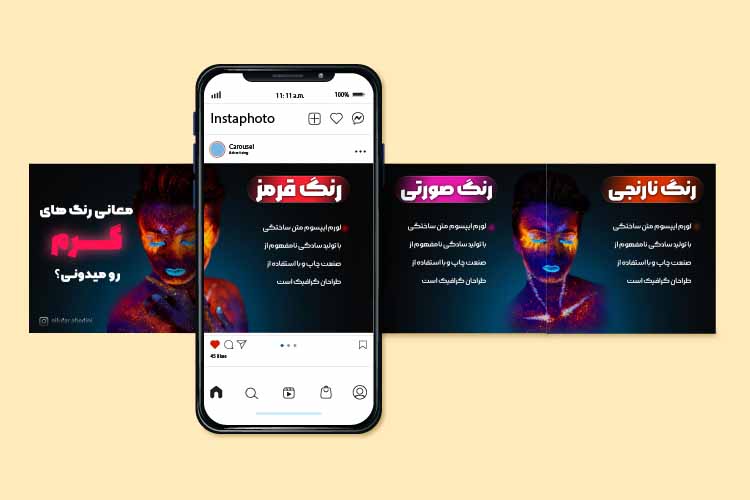 11:11 a.m.
100%
Instaphoto
Carousel
Advertising
معانی رنگ های
گــرم
رو میدونی؟
رنگ قرمز
لورم ایپسوم متن ساختگی
با تولید سادگی نامفهوم از
صنعت چاپ و با استفاده از
طراحان گرافیک است
45 likes
رنگ صورتی
لورم ایپسوم متن ساختگی
با تولید سادگی نامفهوم از
صنعت چاپ و با استفاده از
طراحان گرافیک است
رنگ نارنجی
لورم ایپسوم متن ساختگی
با تولید سادگی نامفهوم از
صنعت چاپ و با استفاده از
طراحان گرافیک است